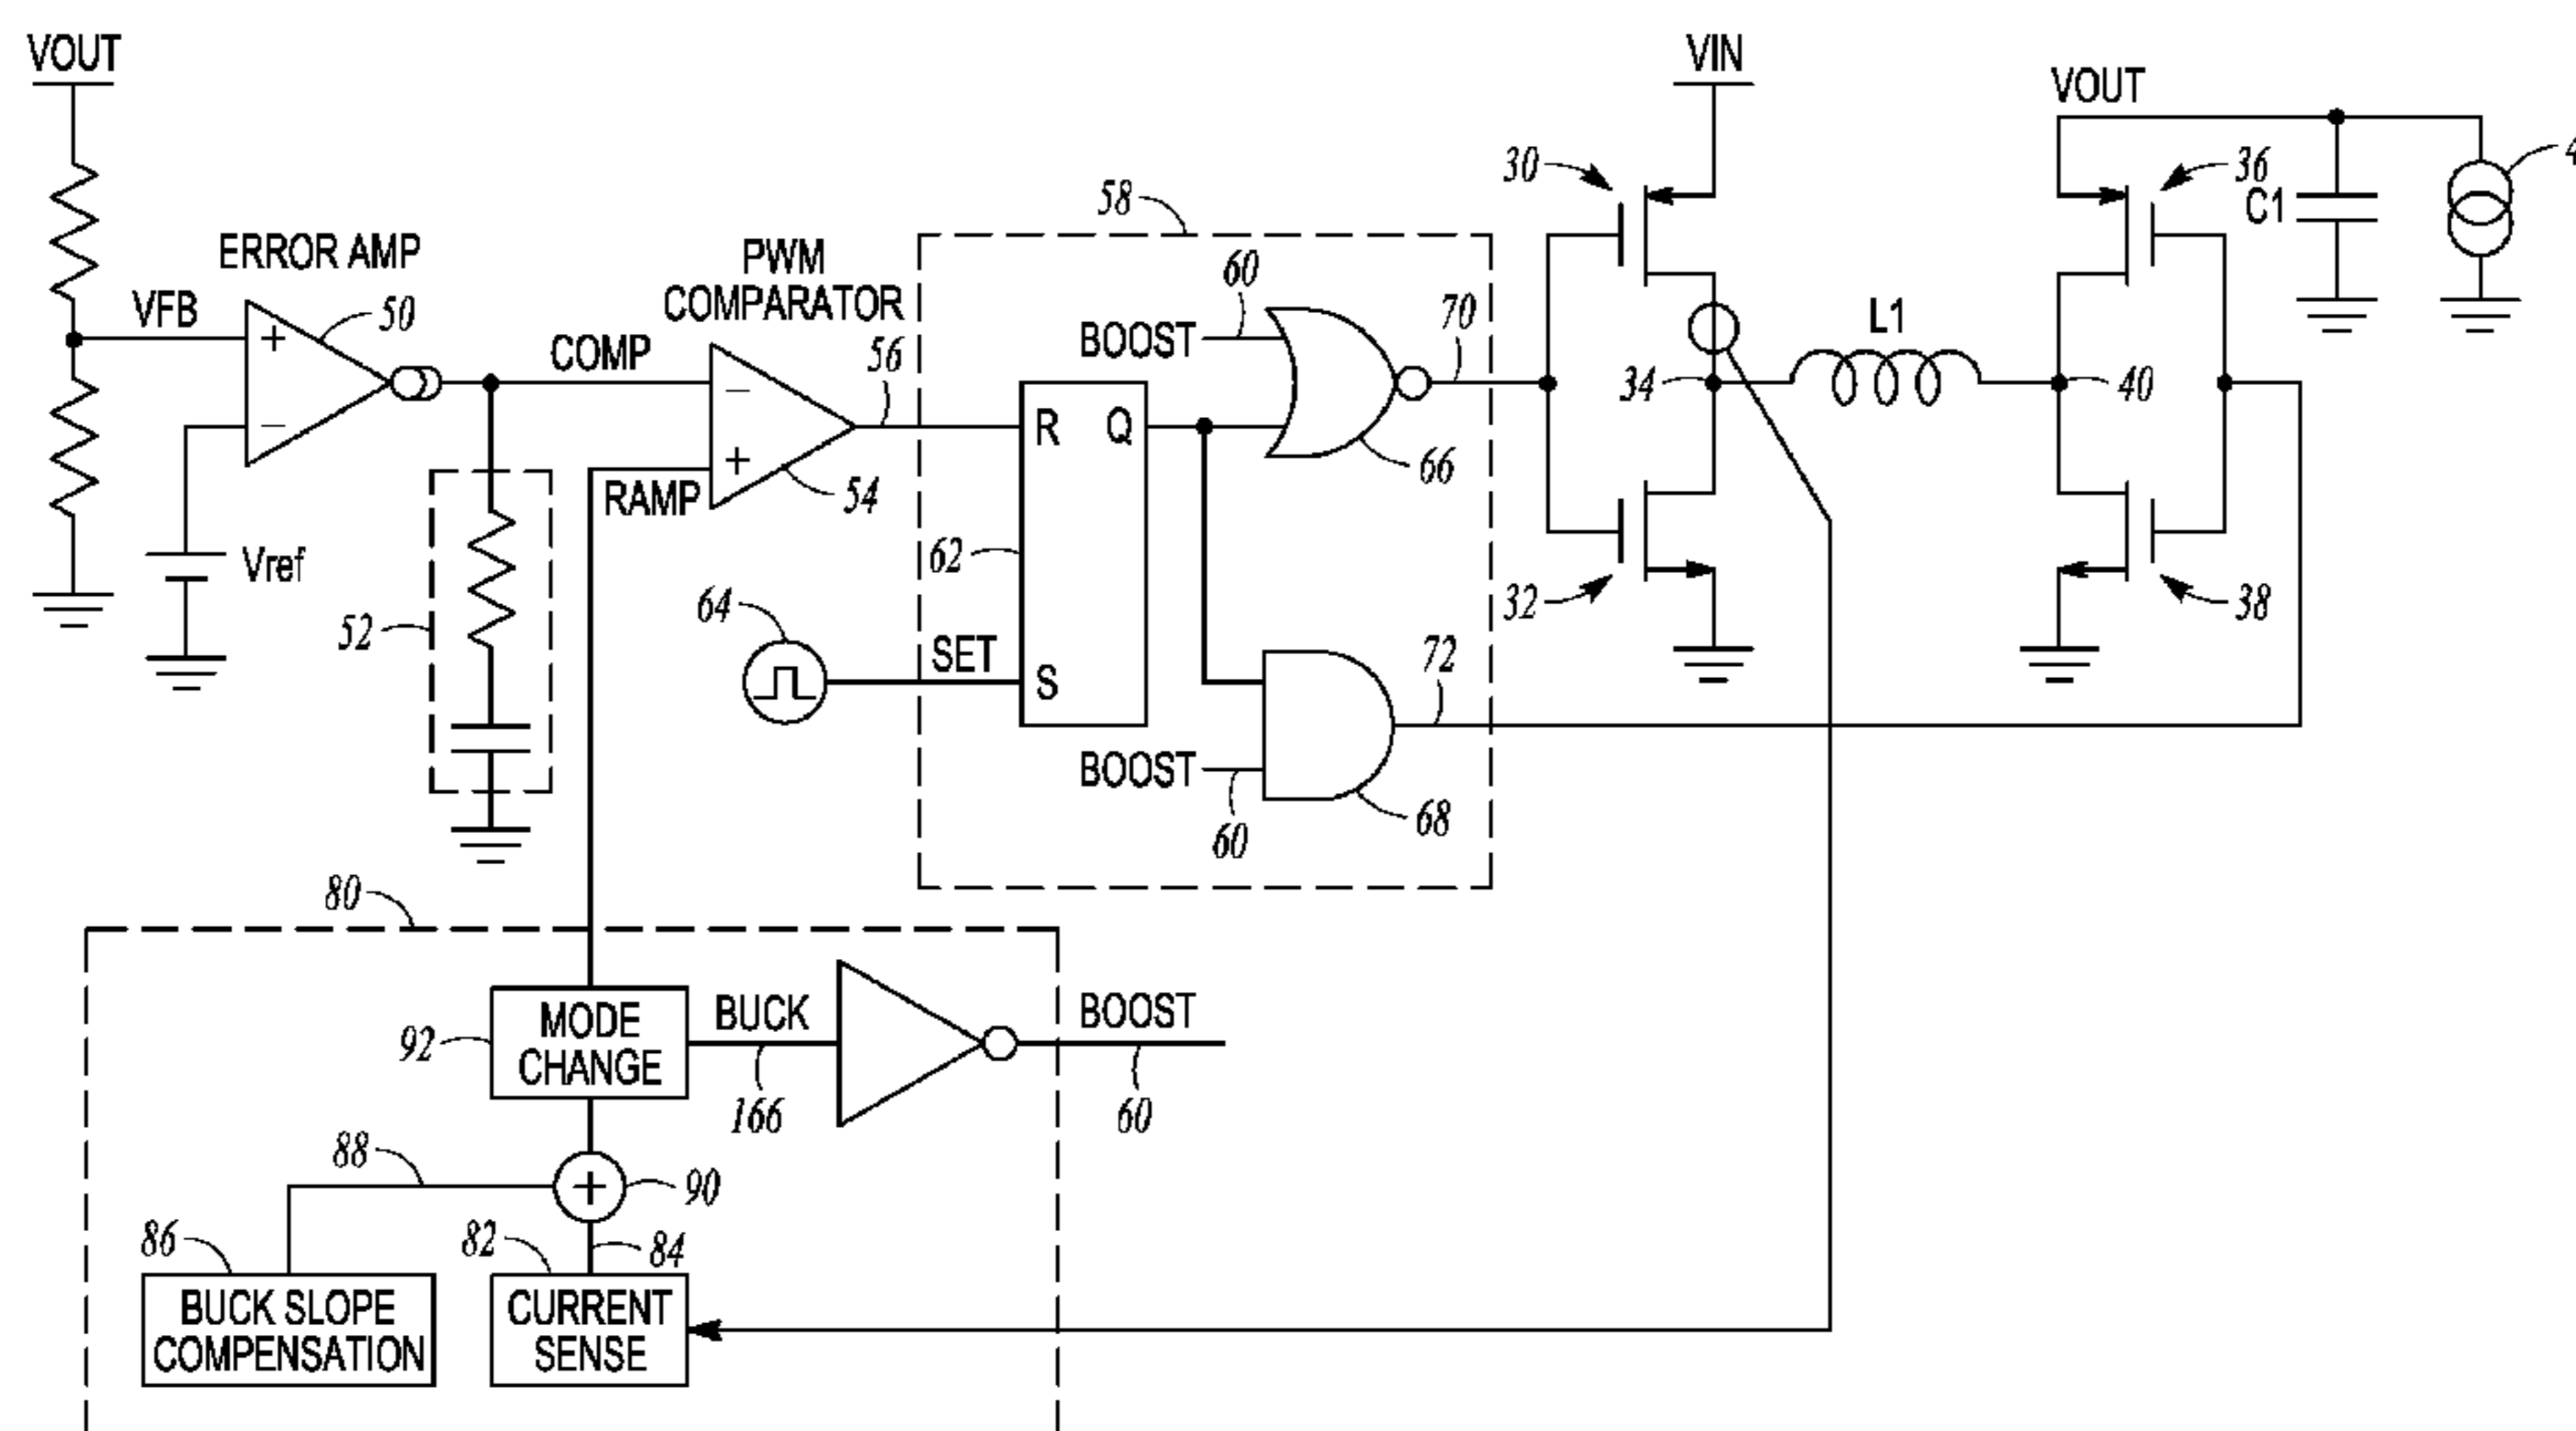 VOUT
VIN
VOUT
30
36
58
C1
4
ERROR AMP
PWM
COMPARATOR
60
VFB
50
70
L1
COMP
56
BOOST
+
−
−
34
40
R
Q
+
−
RAMP
54
66
Vref
62
32
38
64
52
SET
72
S
BOOST
60
68
80
MODE
CHANGE
BUCK
BOOST
92
166
60
88
+
90
86
82
84
BUCK SLOPE
COMPENSATION
CURRENT
SENSE